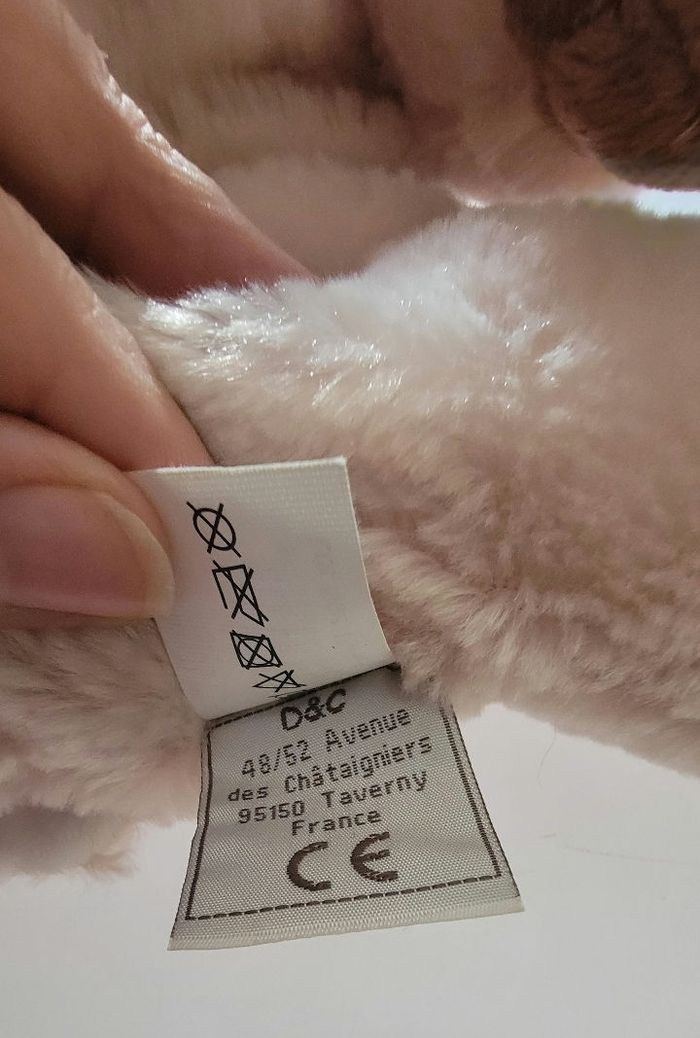 D&C
48/52 Avenue
des Châtaigniers
95150 Taverny
France
CE